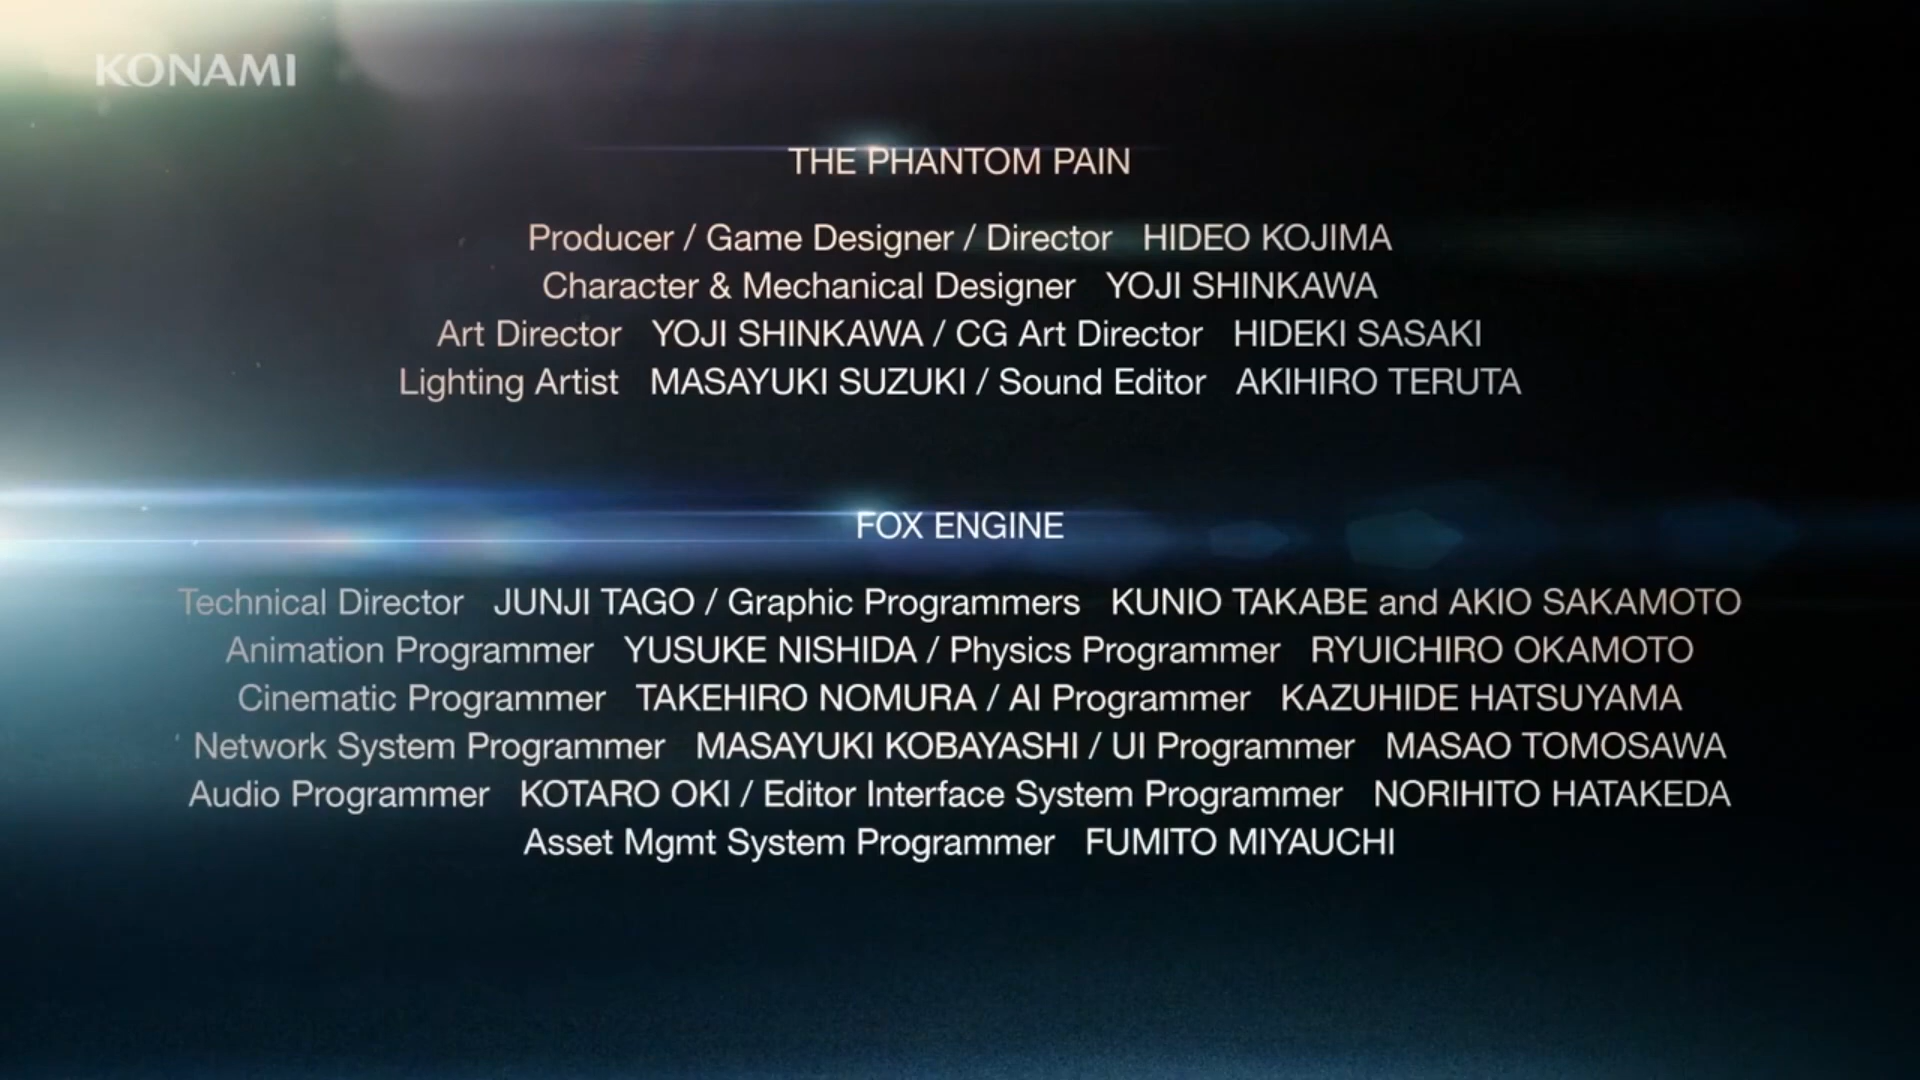 KONAMI
THE PHANTOM PAIN
Producer / Game Designer / Director HIDEO KOJIMA
Character & Mechanical Designer YOJI SHINKAWA
Art Director YOJI SHINKAWA / CG Art Director HIDEKI SASAKI
Lighting Artist MASAYUKI SUZUKI / Sound Editor AKIHIRO TERUTA
FOX ENGINE
Technical Director JUNJI TAGO / Graphic Programmers KUNIO TAKABE and AKIO SAKAMOTO
Animation Programmer YUSUKE NISHIDA / Physics Programmer RYUICHIRO OKAMOTO
Cinematic Programmer TAKEHIRO NOMURA / AI Programmer KAZUHIDE HATSUYAMA
Network System Programmer MASAYUKI KOBAYASHI / UI Programmer MASAO TOMOSAWA
Audio Programmer KOTARO OKI / Editor Interface System Programmer NORIHITO HATAKEDA
Asset Mgmt System Programmer FUMITO MIYAUCHI